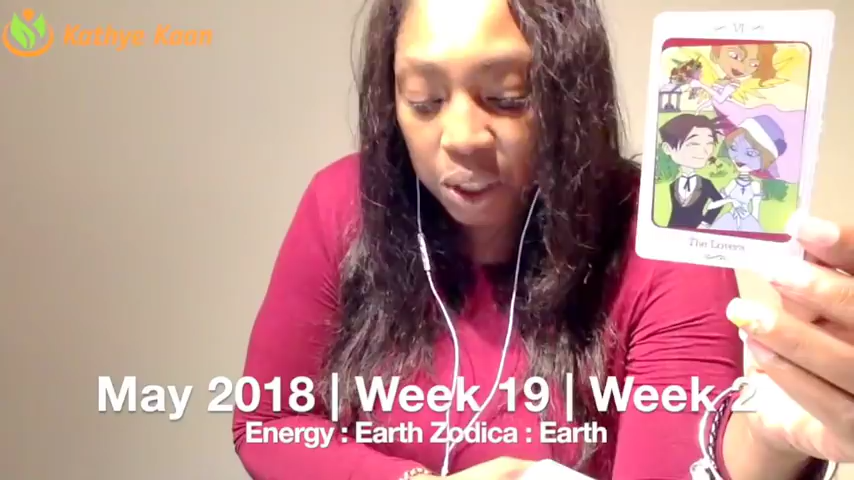 Kathye Kaan
VI
The Lovers
May 2018 | Week 19 | Week 2
Energy : Earth Zodica : Earth